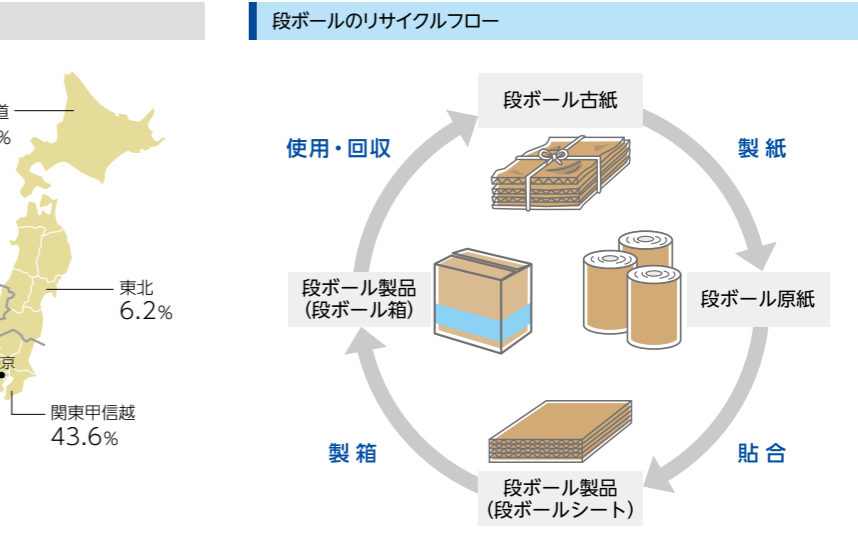 段ボールのリサイクルフロー
道
%
東北
6.2%
京
関東甲信越
43.6%
段ボール古紙
使用・回収
製紙
段ボール製品
(段ボール箱)
段ボール原紙
製箱
貼合
段ボール製品
(段ボールシート)